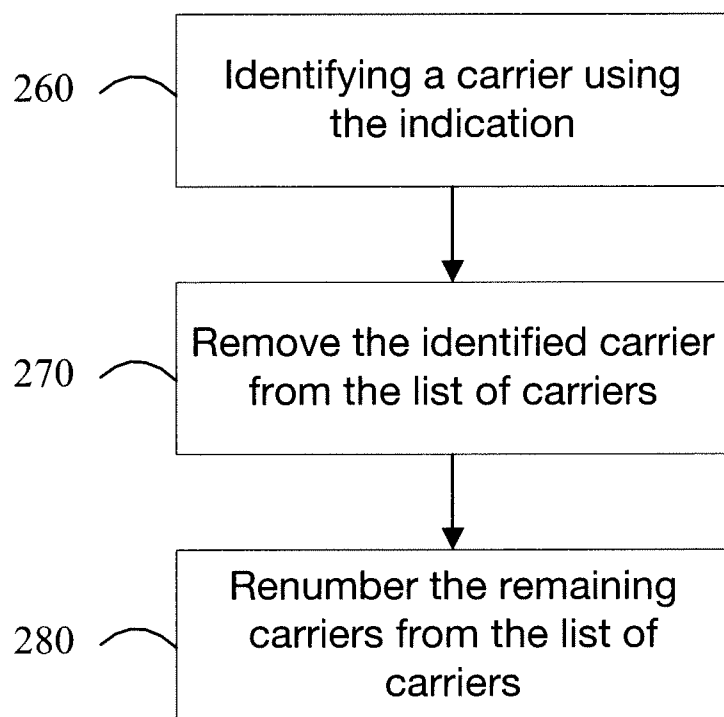 260
Identifying a carrier using
the indication
270
Remove the identified carrier
from the list of carriers
280
Renumber the remaining
carriers from the list of
carriers